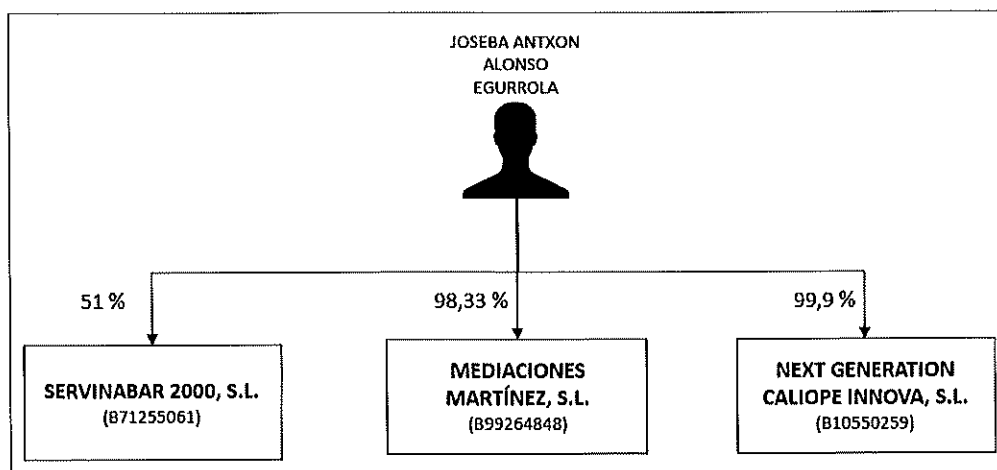 JOSEBA ANTXON
ALONSO
EGURROLA
51 %
98,33 %
99,9 %
SERVINABAR 2000, S.L.
(B71255061)
MEDIACIONES
MARTÍNEZ, S.L.
(B99264848)
NEXT GENERATION
CALIOPE INNOVA, S.L.
(B10550259)